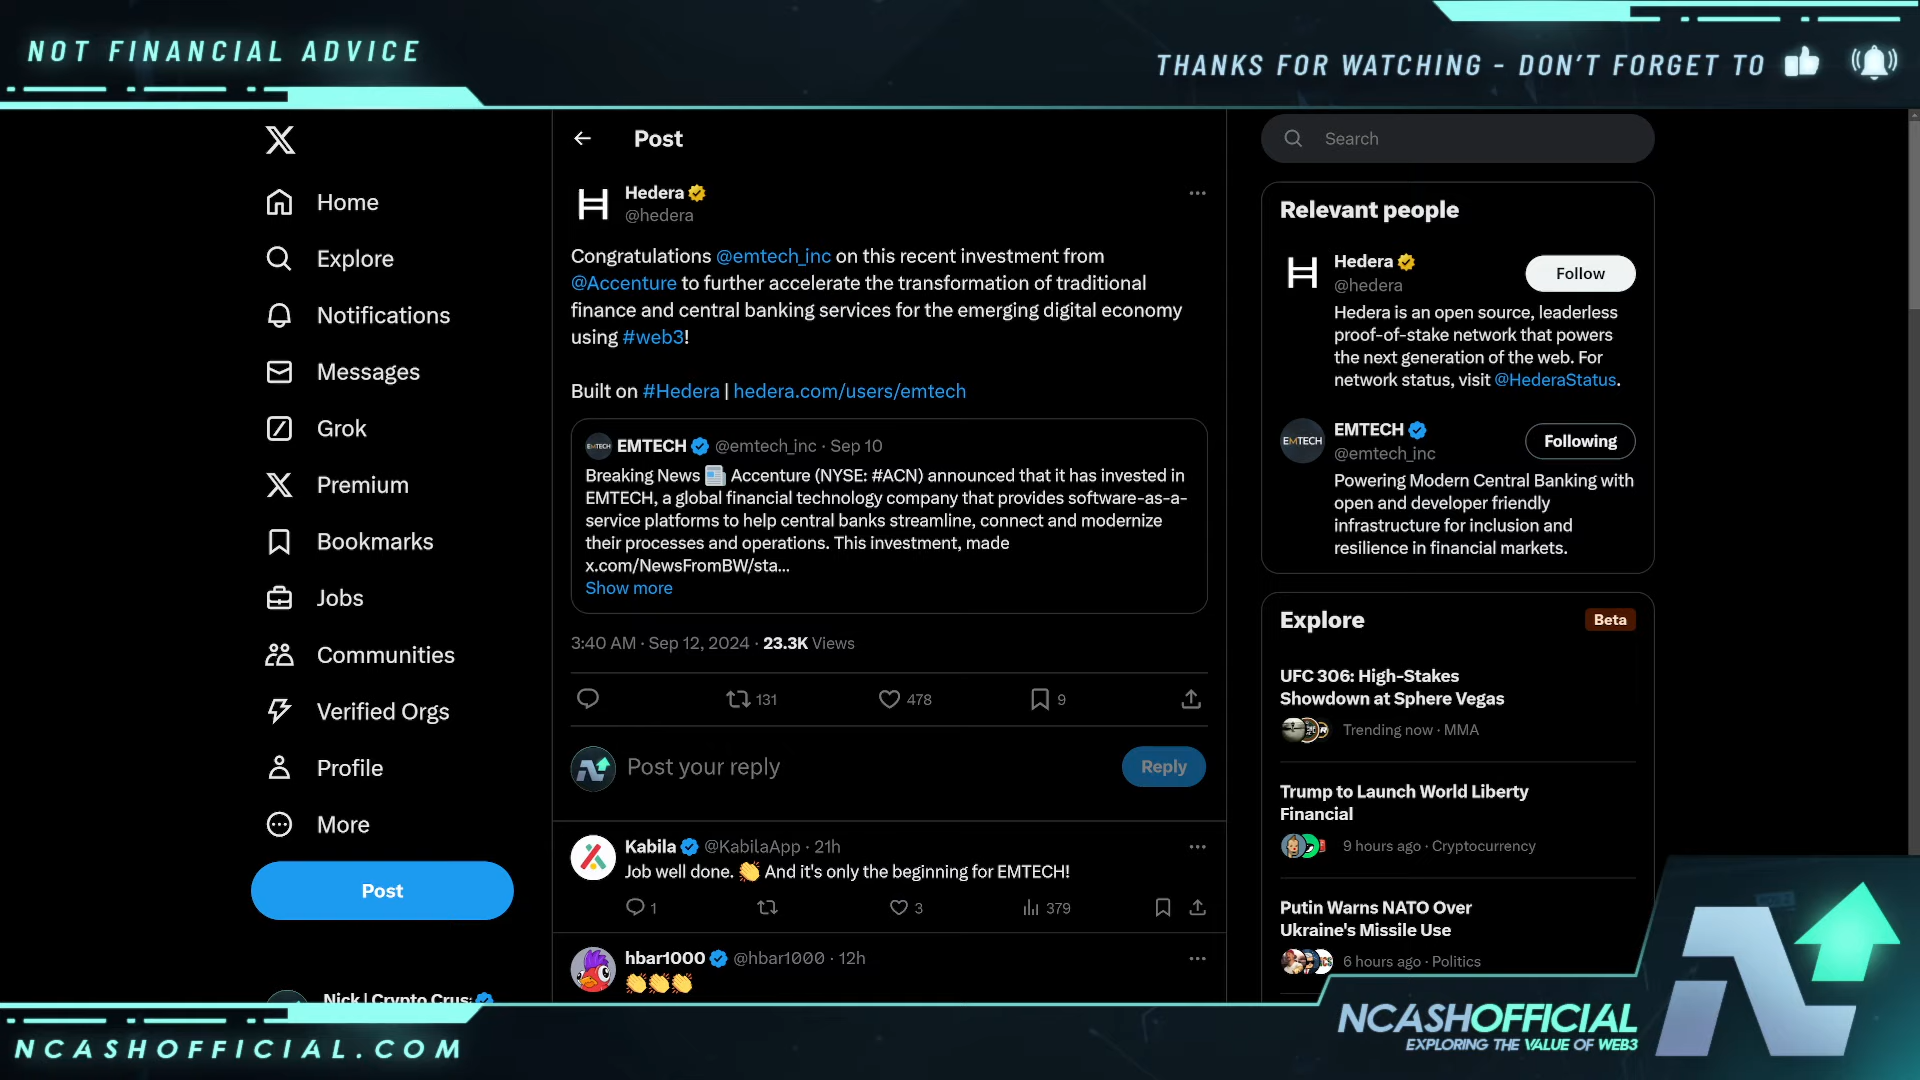 NOT FINANCIAL ADVICE
THANKS FOR WATCHING - DON'T FORGET TO
Home
Explore
Notifications
Messages
Grok
Premium
Bookmarks
Jobs
Communities
Verified Orgs
Profile
More
Post
Nick | Crypto Crus
Post
Hedera
@hedera
Congratulations @emtech_inc on this recent investment from
@Accenture to further accelerate the transformation of traditional
finance and central banking services for the emerging digital economy
using #web3!
Built on #Hedera | hedera.com/users/emtech
EMTECH EMTECH @emtech_inc · Sep 10
Breaking News 📰 Accenture (NYSE: #ACN) announced that it has invested in
EMTECH, a global financial technology company that provides software-as-a-
service platforms to help central banks streamline, connect and modernize
their processes and operations. This investment, made
x.com/NewsFromBW/sta...
Show more
3:40 AM · Sep 12, 2024 · 23.3K Views
131 478 9
Post your reply
Reply
Kabila @KabilaApp · 21h
Job well done. 👏 And it's only the beginning for EMTECH!
1 3 379
hbar1000 @hbar1000 · 12h
👏👏👏
Search
Relevant people
Hedera
@hedera
Follow
Hedera is an open source, leaderless
proof-of-stake network that powers
the next generation of the web. For
network status, visit @HederaStatus.
EMTECH
EMTECH
@emtech_inc
Following
Powering Modern Central Banking with
open and developer friendly
infrastructure for inclusion and
resilience in financial markets.
Explore
Beta
UFC 306: High-Stakes
Showdown at Sphere Vegas
Trending now · MMA
Trump to Launch World Liberty
Financial
9 hours ago · Cryptocurrency
Putin Warns NATO Over
Ukraine's Missile Use
6 hours ago · Politics
NCASHOFFICIAL.COM
NCASHOFFICIAL
EXPLORING THE VALUE OF WEB3